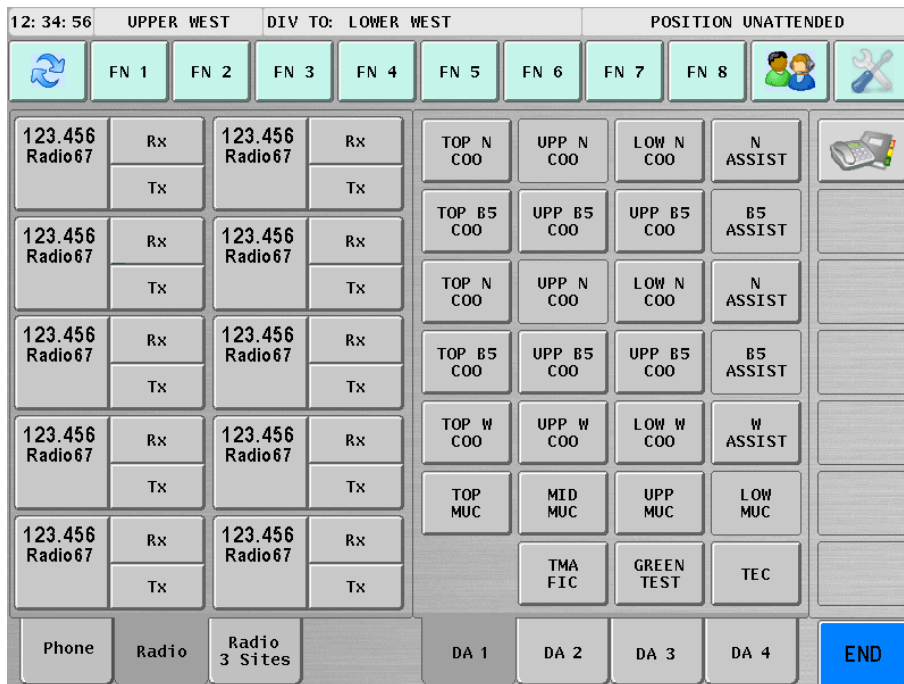 12:34:56 UPPER WEST DIV TO: LOWER WEST POSITION UNATTENDED
FN 1 FN 2 FN 3 FN 4 FN 5 FN 6 FN 7 FN 8
123.456
Radio67
Rx
Tx
123.456
Radio67
Rx
Tx
123.456
Radio67
Rx
Tx
123.456
Radio67
Rx
Tx
123.456
Radio67
Rx
Tx
123.456
Radio67
Rx
Tx
123.456
Radio67
Rx
Tx
123.456
Radio67
Rx
Tx
123.456
Radio67
Rx
Tx
123.456
Radio67
Rx
Tx
TOP N
COO
UPP N
COO
LOW N
COO
N
ASSIST
TOP B5
COO
UPP B5
COO
UPP B5
COO
B5
ASSIST
TOP N
COO
UPP N
COO
LOW N
COO
N
ASSIST
TOP B5
COO
UPP B5
COO
UPP B5
COO
B5
ASSIST
TOP W
COO
UPP W
COO
LOW W
COO
W
ASSIST
TOP
MUC
MID
MUC
UPP
MUC
LOW
MUC
TMA
FIC
GREEN
TEST
TEC
Phone
Radio
Radio
3 Sites
DA 1
DA 2
DA 3
DA 4
END